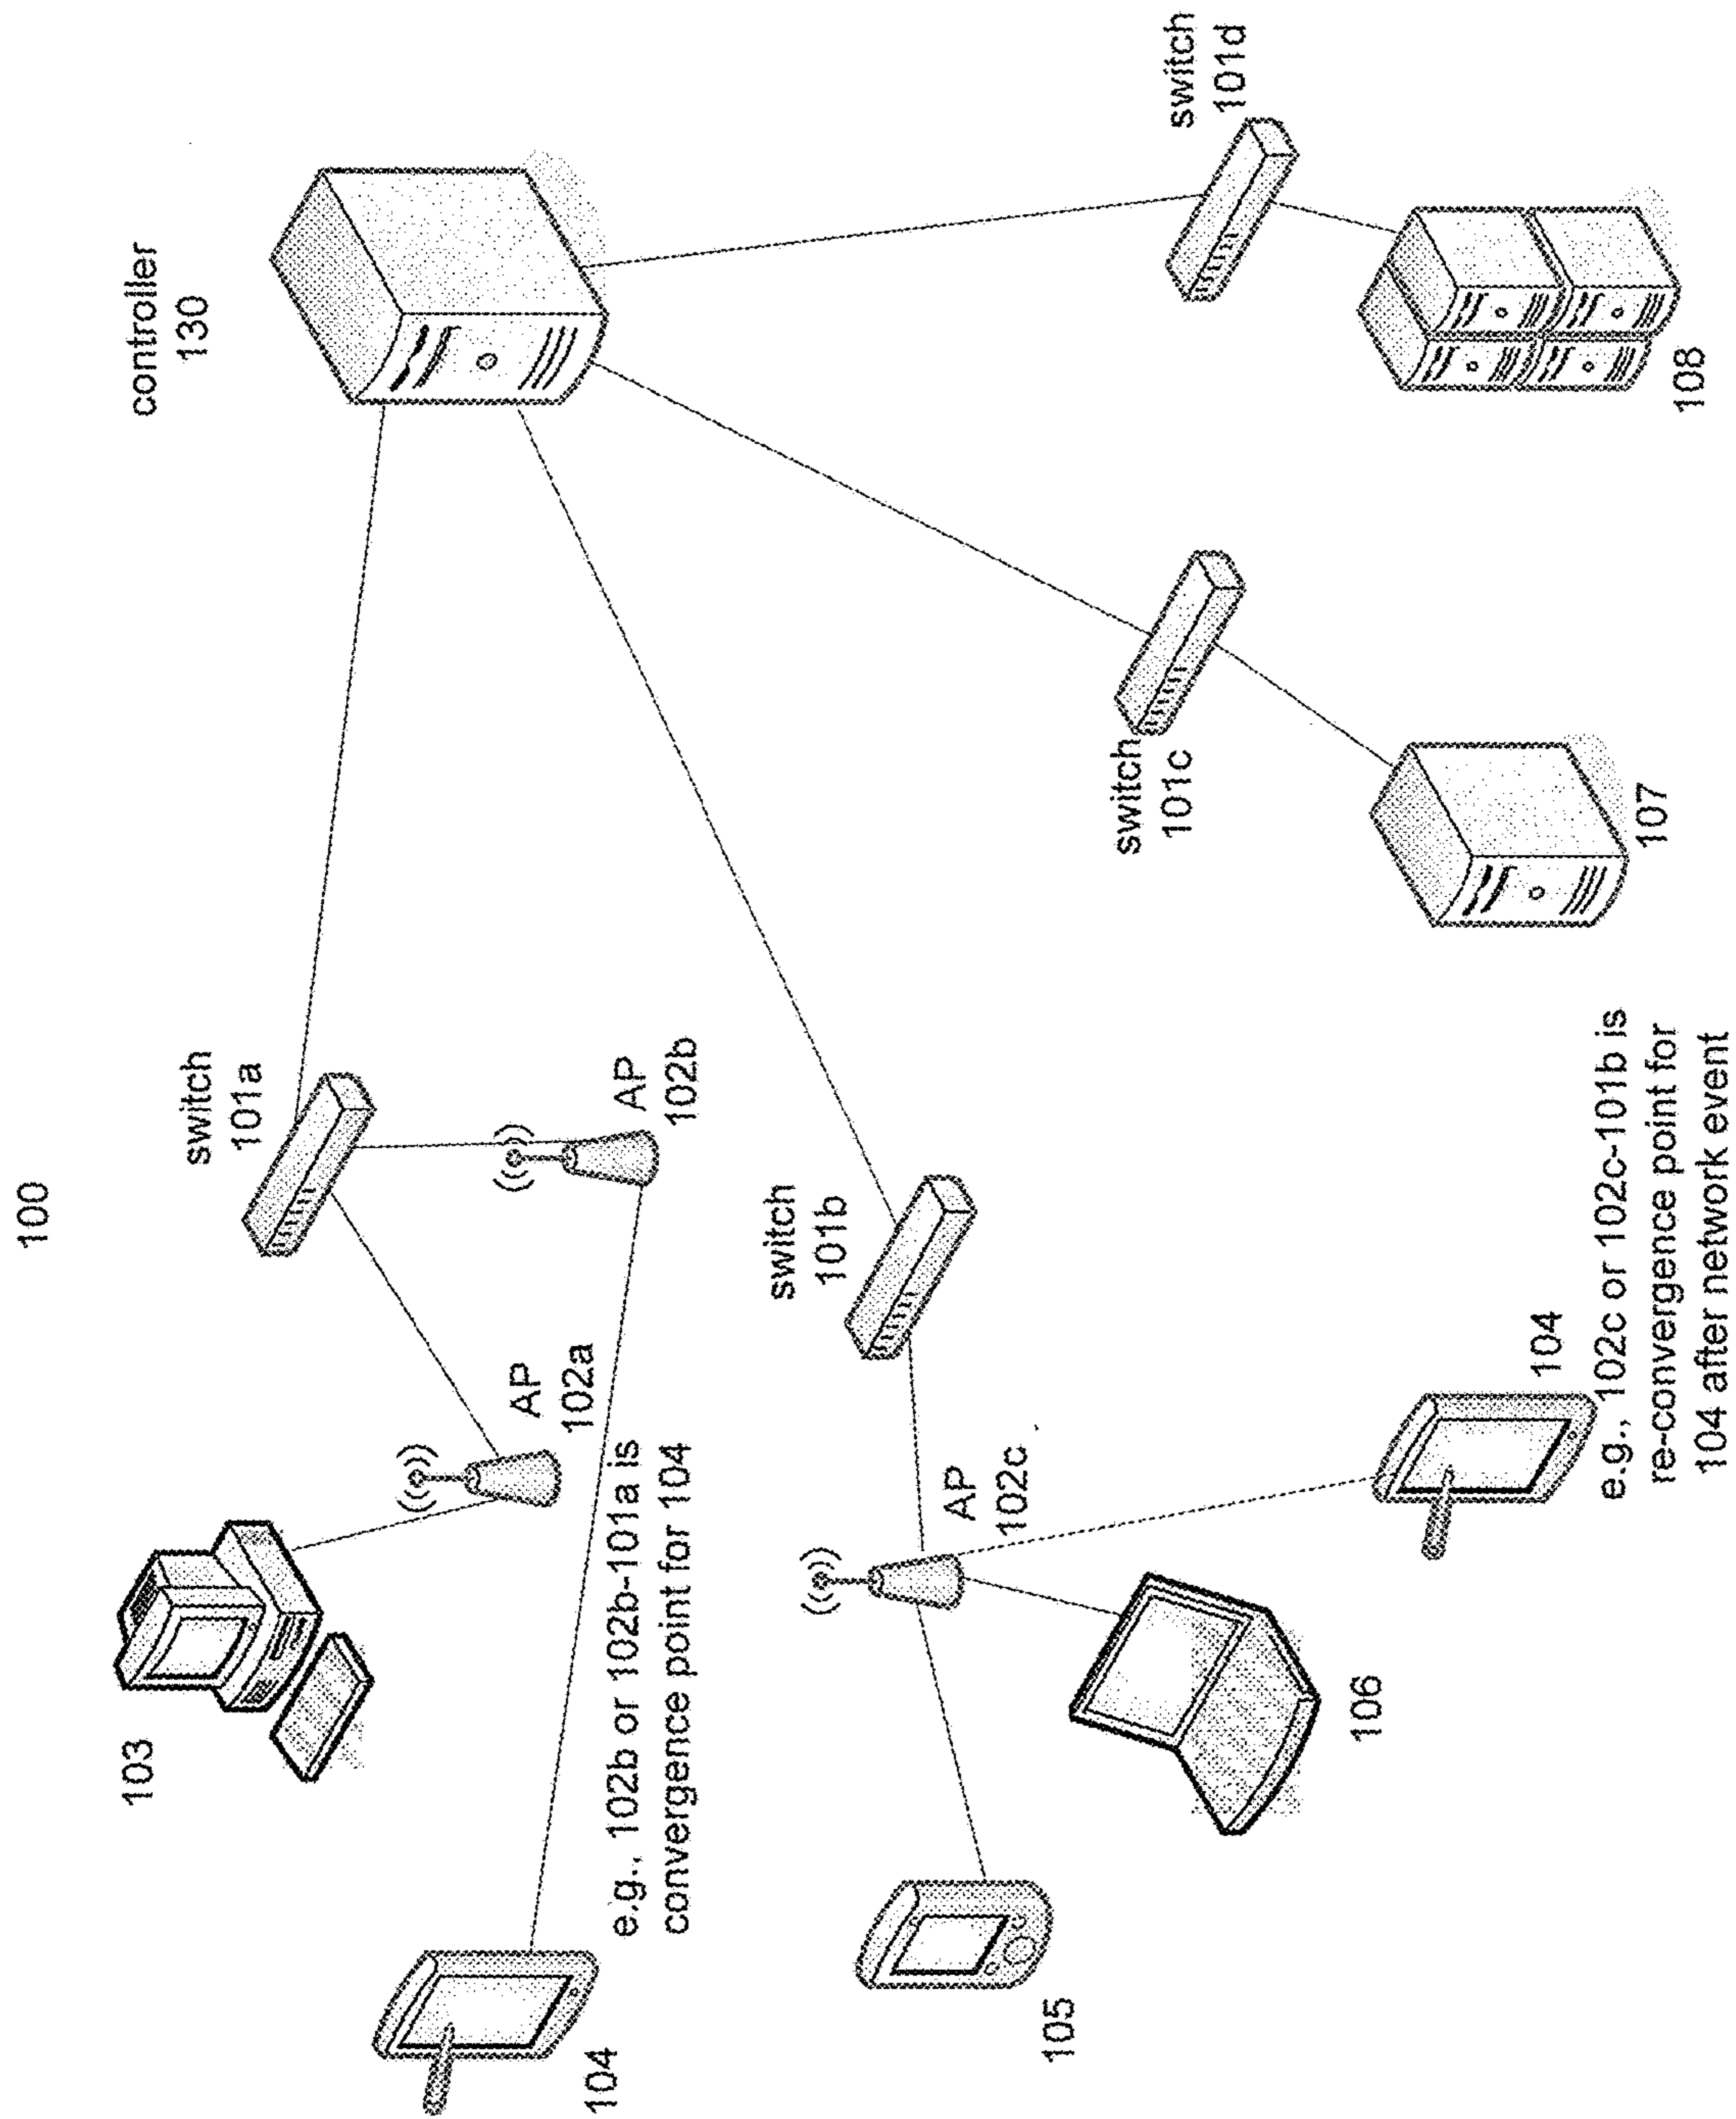 100
controller
130
switch
101a
switch
101d
103
AP
102a
AP
102b
104
e.g., 102b or 102b-101a is
convergence point for 104
switch
101b
switch
101c
105
AP
102c
106
104
107
108
e.g., 102c or 102c-101b is
re-convergence point for
104 after network event